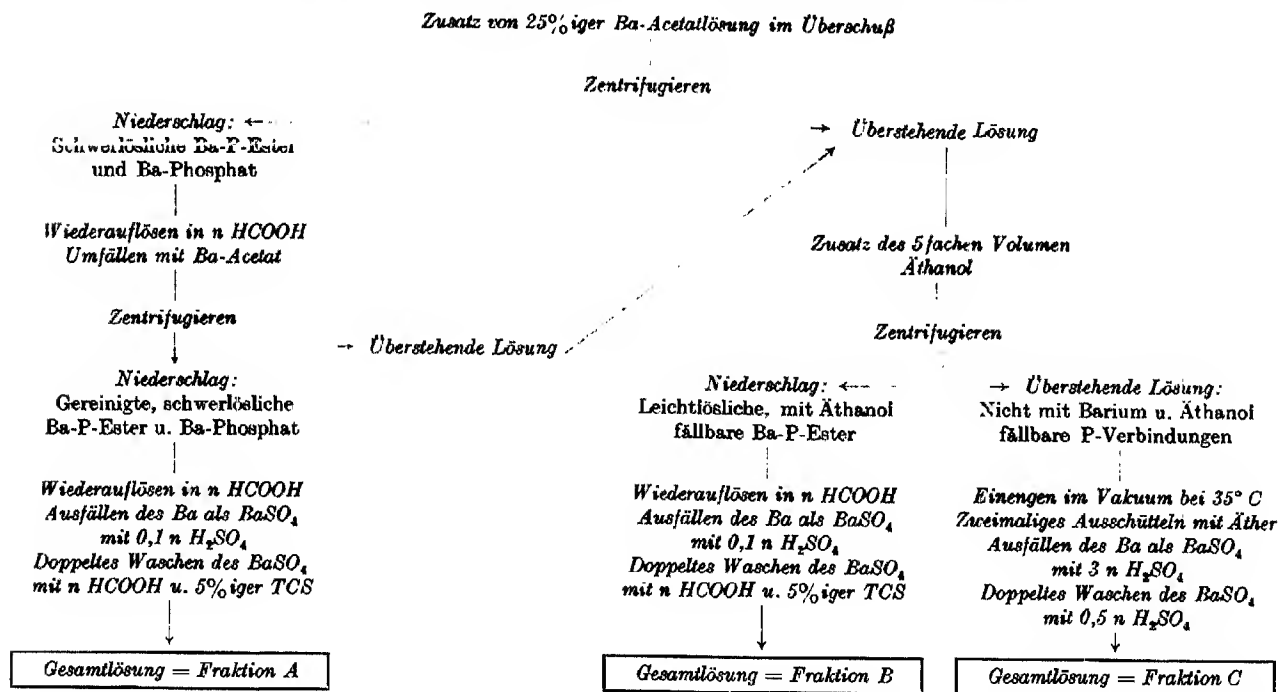 Zusatz von 25%iger Ba-Acetatlösung im Überschuß
Zentrifugieren
Niederschlag:
Schwerlösliche Ba-P-Ester
und Ba-Phosphat
Wiederauflösen in n HCOOH
Umfällen mit Ba-Acetat
Zentrifugieren
Niederschlag:
Gereinigte, schwerlösliche
Ba-P-Ester u. Ba-Phosphat
Wiederauflösen in n HCOOH
Ausfällen des Ba als BaSO₄
mit 0,1 n H₂SO₄
Doppeltes Waschen des BaSO₄
mit n HCOOH u. 5%iger TCS
Gesamtlösung = Fraktion A
Überstehende Lösung
Überstehende Lösung
Zusatz des 5fachen Volumen
Äthanol
Zentrifugieren
Niederschlag:
Leichtlösliche, mit Äthanol
fällbare Ba-P-Ester
Wiederauflösen in n HCOOH
Ausfällen des Ba als BaSO₄
mit 0,1 n H₂SO₄
Doppeltes Waschen des BaSO₄
mit n HCOOH u. 5%iger TCS
Gesamtlösung = Fraktion B
Überstehende Lösung:
Nicht mit Barium u. Äthanol
fällbare P-Verbindungen
Einengen im Vakuum bei 35° C
Zweimaliges Ausschütteln mit Äther
Ausfällen des Ba als BaSO₄
mit 3 n H₂SO₄
Doppeltes Waschen des BaSO₄
mit 0,5 n H₂SO₄
Gesamtlösung = Fraktion C